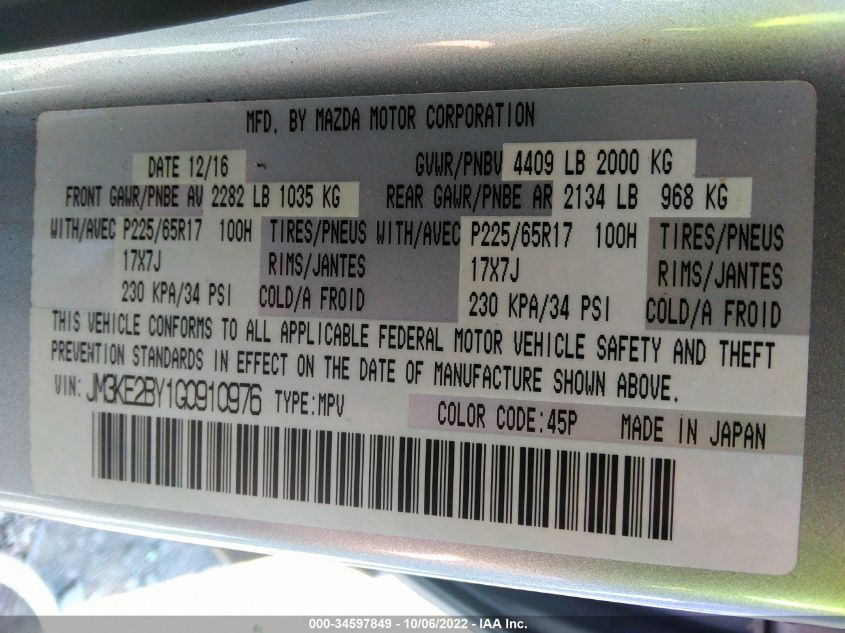 MFD. BY MAZDA MOTOR CORPORATION
DATE 12/16 GVWR/PNBV 4409 LB 2000 KG
FRONT GAWR/PNBE AV 2282 LB 1035 KG REAR GAWR/PNBE AR 2134 LB 968 KG
WITH/AVEC P225/65R17 100H TIRES/PNEUS WITH/AVEC P225/65R17 100H TIRES/PNEUS
17X7J RIMS/JANTES 17X7J RIMS/JANTES
230 KPA/34 PSI COLD/A FROID 230 KPA/34 PSI COLD/A FROID
THIS VEHICLE CONFORMS TO ALL APPLICABLE FEDERAL MOTOR VEHICLE SAFETY AND THEFT
PREVENTION STANDARDS IN EFFECT ON THE DATE OF MANUFACTURE SHOWN ABOVE.
VIN: JM3KE2BY1G0910976 TYPE:MPV COLOR CODE:45P MADE IN JAPAN
000-34597849 - 10/06/2022 - IAA Inc.